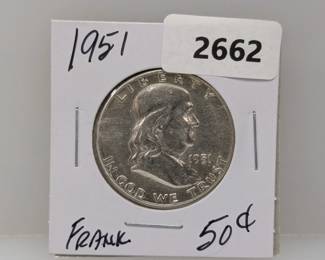 1951
2662
LIBERTY
1951
IN GOD WE TRUST
FRANK
50¢